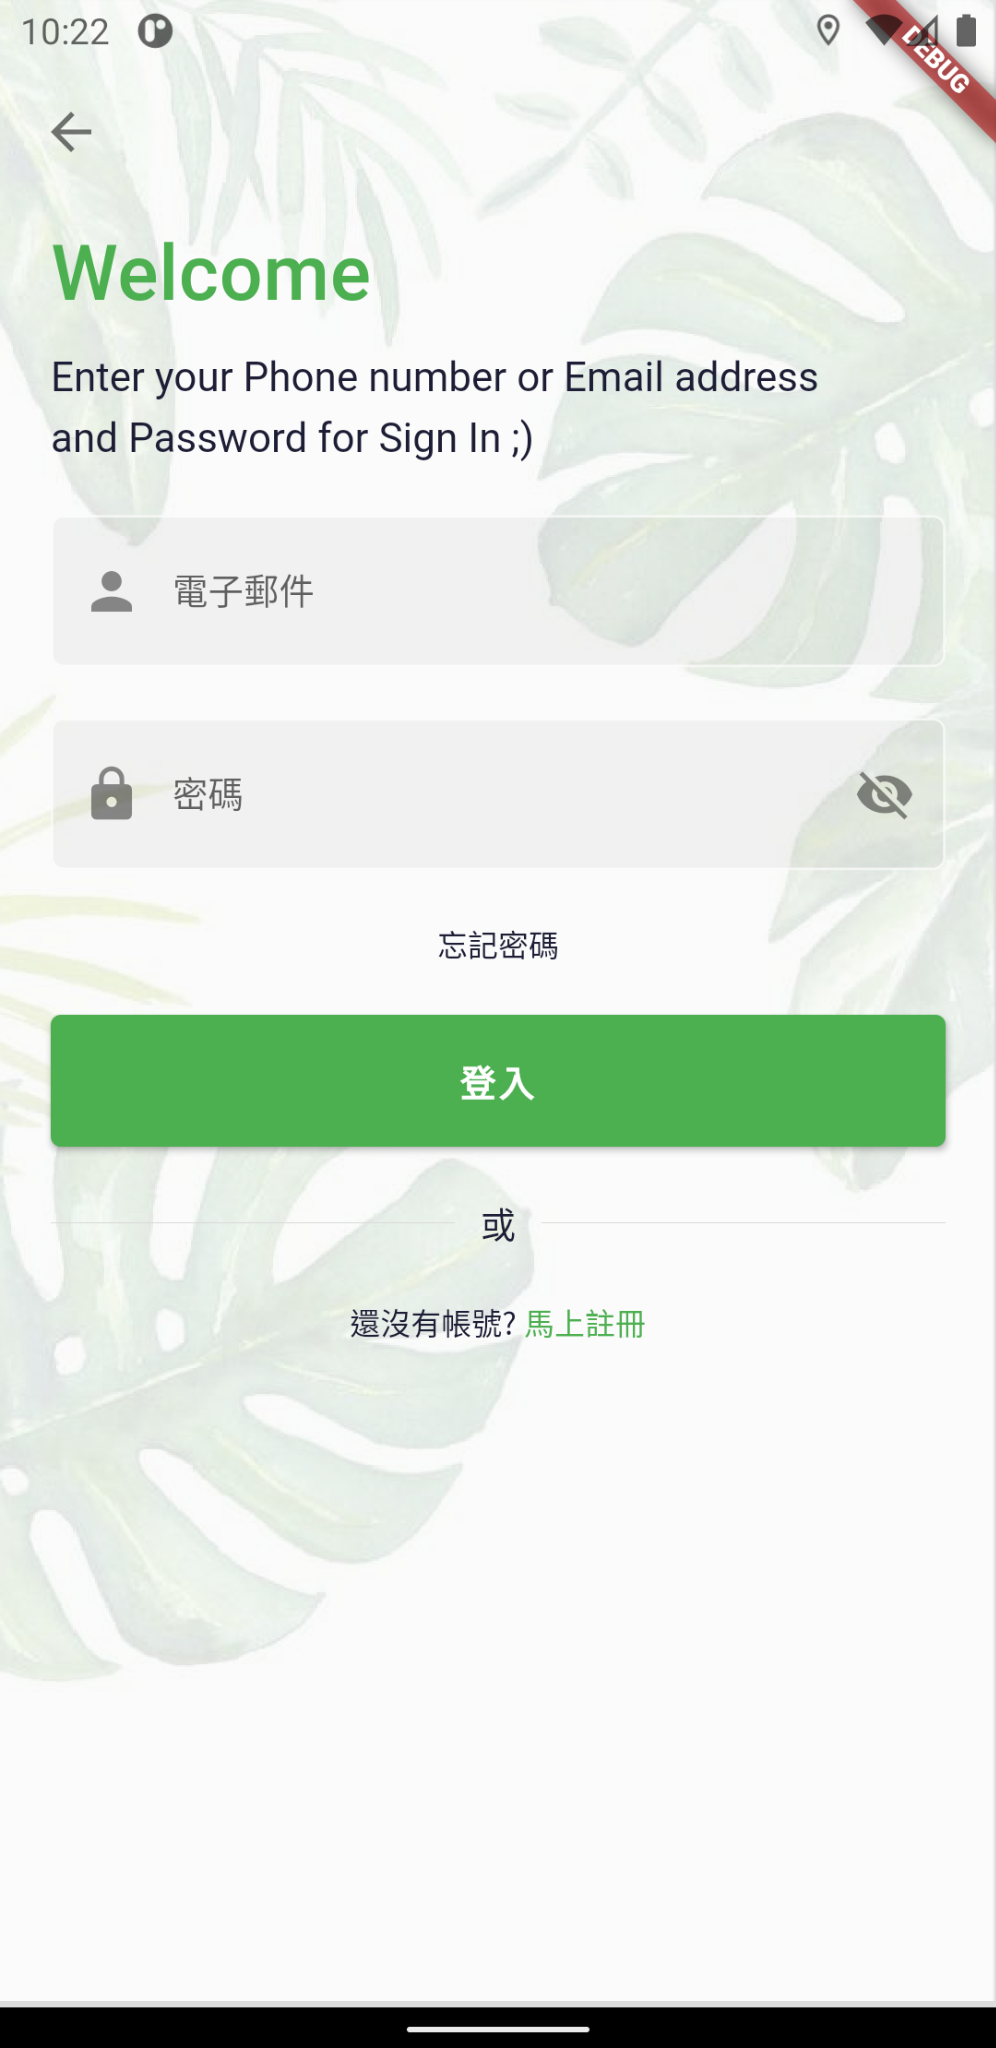 10:22
DEBUG
Welcome
Enter your Phone number or Email address
and Password for Sign In ;)
電子郵件
密碼
忘記密碼
登入
或
還沒有帳號? 馬上註冊